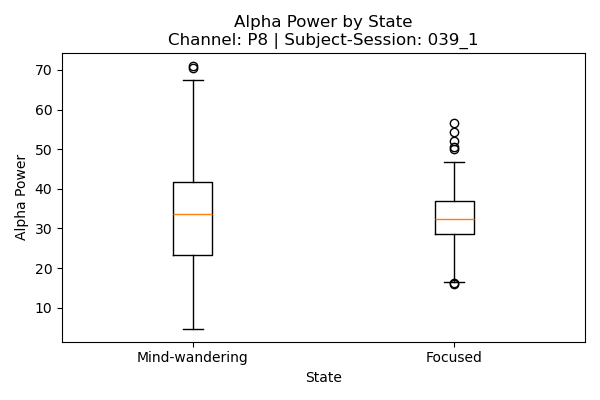 Alpha Power by State
Channel: P8 | Subject-Session: 039_1
Alpha Power
70
60
50
40
30
20
10
Mind-wandering
Focused
State